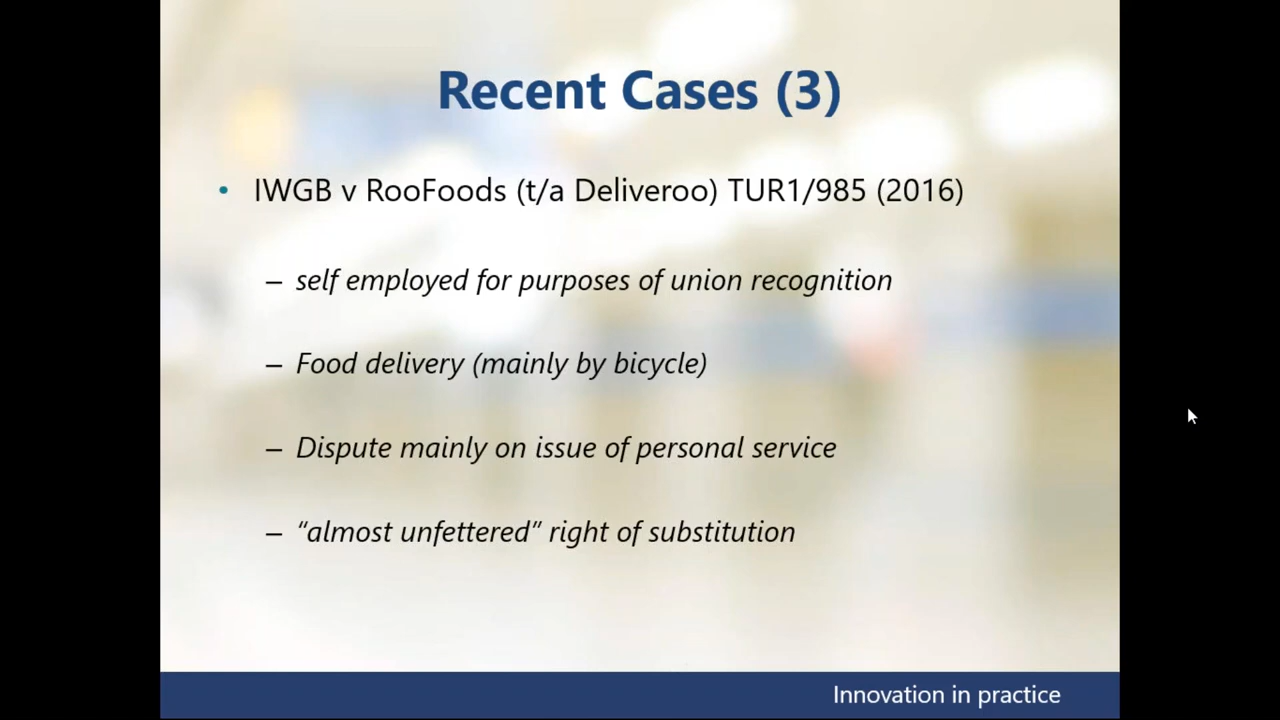 Recent Cases (3)
• IWGB v RooFoods (t/a Deliveroo) TUR1/985 (2016)
– self employed for purposes of union recognition
– Food delivery (mainly by bicycle)
– Dispute mainly on issue of personal service
– “almost unfettered” right of substitution
Innovation in practice